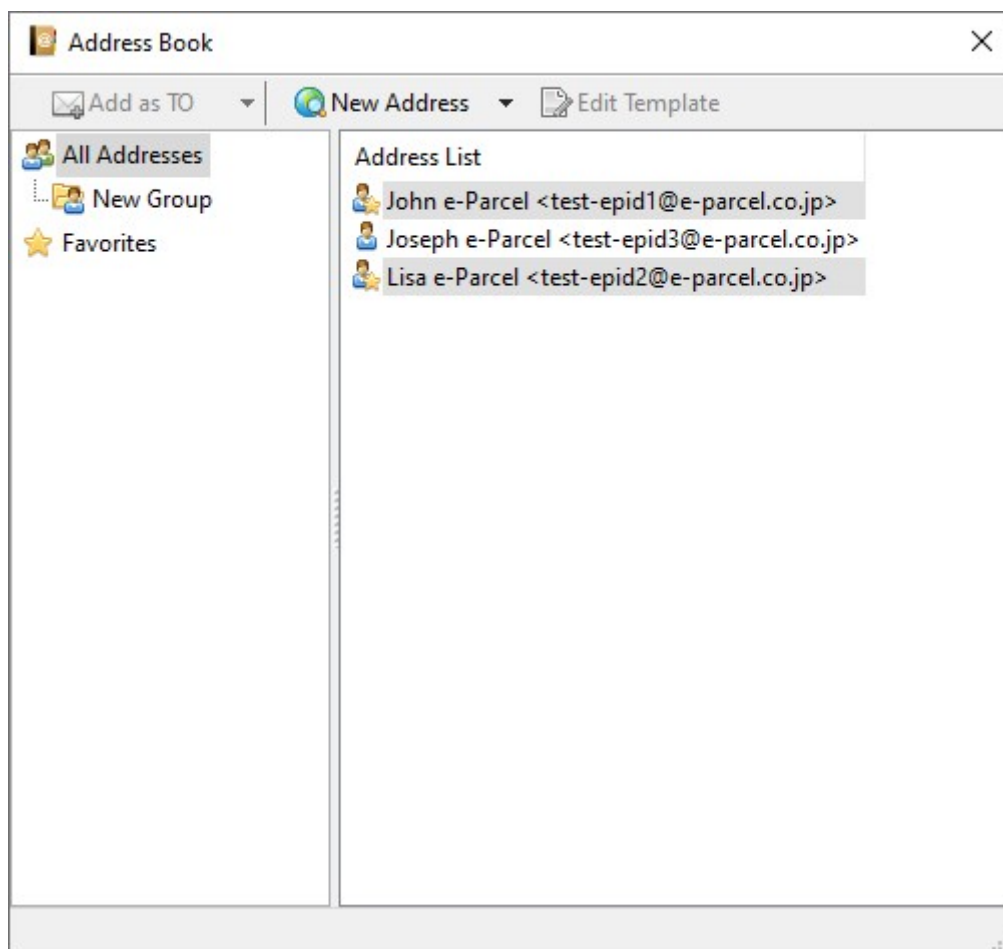 Address Book
Add as TO New Address Edit Template
All Addresses
New Group
Favorites
Address List
John e-Parcel <test-epid1@e-parcel.co.jp>
Joseph e-Parcel <test-epid3@e-parcel.co.jp>
Lisa e-Parcel <test-epid2@e-parcel.co.jp>